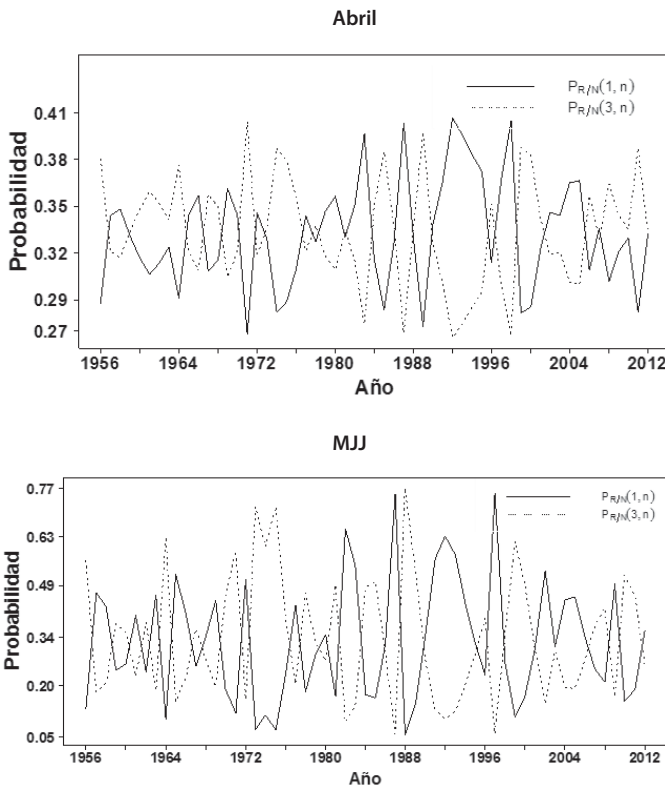 Abril
P_R/N(1, n)
P_R/N(3, n)
Probabilidad
0.41
0.38
0.35
0.32
0.29
0.27
1956 1964 1972 1980 1988 1996 2004 2012
Año
MJJ
P_R/N(1, n)
P_R/N(3, n)
Probabilidad
0.77
0.63
0.49
0.34
0.20
0.05
1956 1964 1972 1980 1988 1996 2004 2012
Año